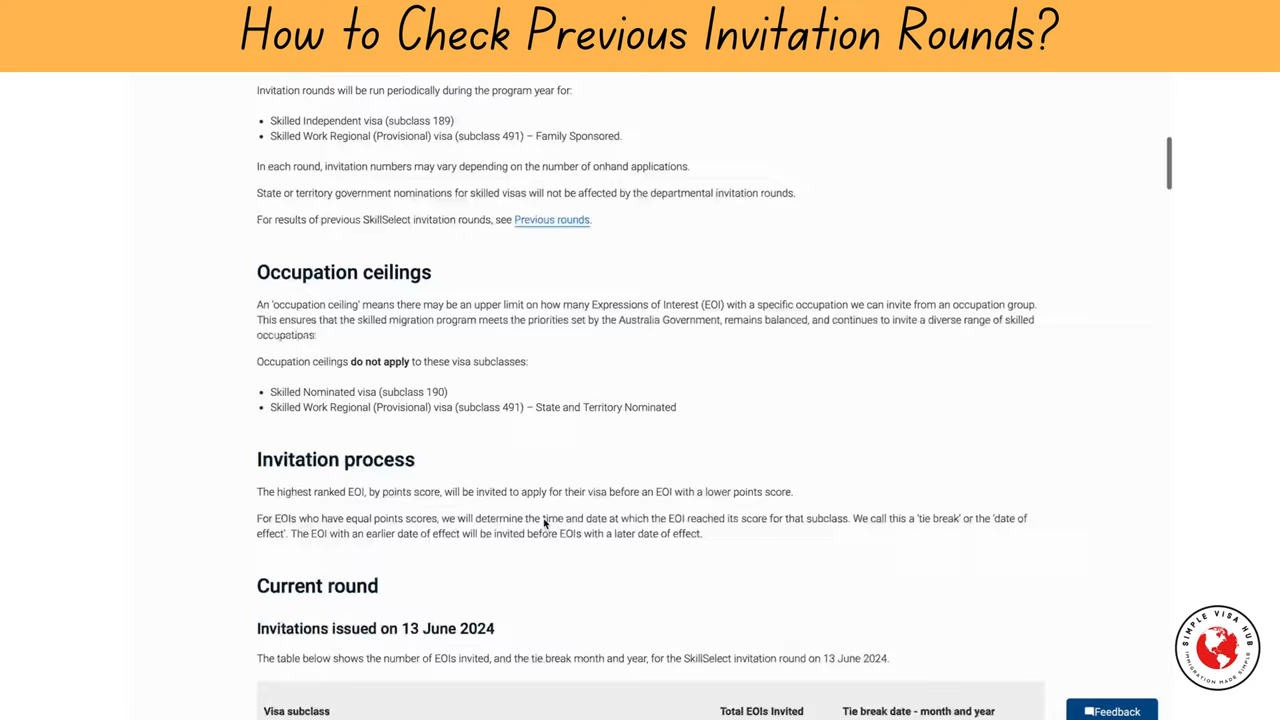 How to Check Previous Invitation Rounds?
Invitation rounds will be run periodically during the program year for:
• Skilled Independent visa (subclass 189)
• Skilled Work Regional (Provisional) visa (subclass 491) – Family Sponsored.
In each round, invitation numbers may vary depending on the number of onhand applications.
State or territory government nominations for skilled visas will not be affected by the departmental invitation rounds.
For results of previous SkillSelect invitation rounds, see Previous rounds.
Occupation ceilings
An 'occupation ceiling' means there may be an upper limit on how many Expressions of Interest (EOI) with a specific occupation we can invite from an occupation group.
This ensures that the skilled migration program meets the priorities set by the Australia Government, remains balanced, and continues to invite a diverse range of skilled
occupations:
Occupation ceilings do not apply to these visa subclasses:
• Skilled Nominated visa (subclass 190)
• Skilled Work Regional (Provisional) visa (subclass 491) – State and Territory Nominated
Invitation process
The highest ranked EOI, by points score, will be invited to apply for their visa before an EOI with a lower points score.
For EOIs who have equal points scores, we will determine the time and date at which the EOI reached its score for that subclass. We call this a 'tie break' or the 'date of
effect'. The EOI with an earlier date of effect will be invited before EOIs with a later date of effect.
Current round
Invitations issued on 13 June 2024
The table below shows the number of EOIs invited, and the tie break month and year, for the SkillSelect invitation round on 13 June 2024.
Visa subclass Total EOIs Invited Tie break date - month and year
Feedback
SIMPLE VISA HUB
IMMIGRATION MADE SIMPLE